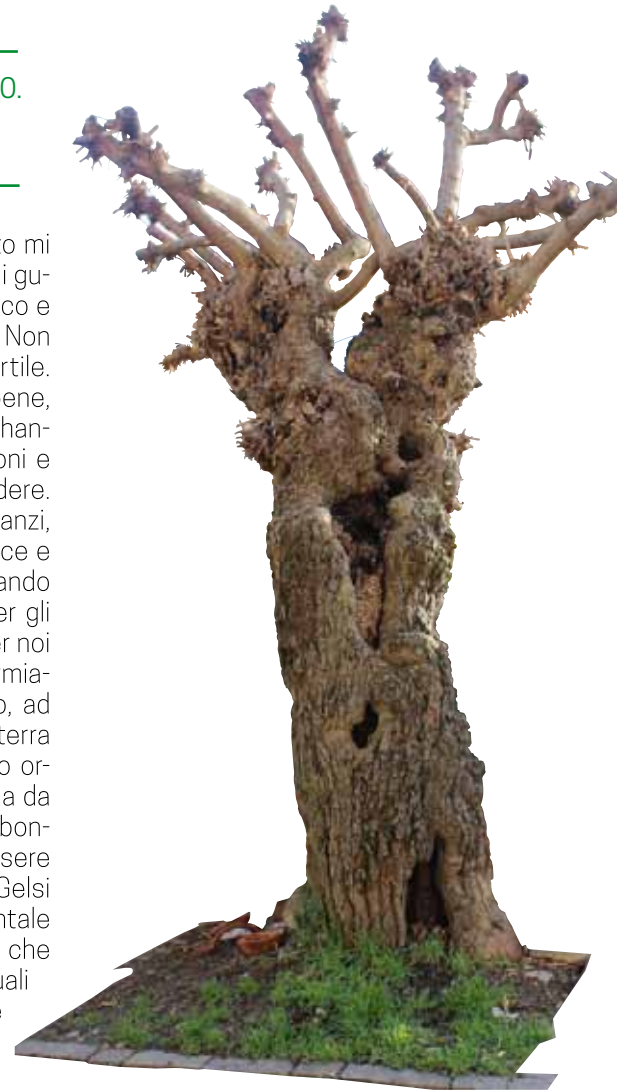 O.
o mi
i gu-
co e
Non
rtile.
ene,
han-
oni e
dere.
anzi,
ce e
ando
er gli
r noi
mia-
o, ad
terra
o or-
a da
bon-
sere
Gelsi
ntale
che
uali
e